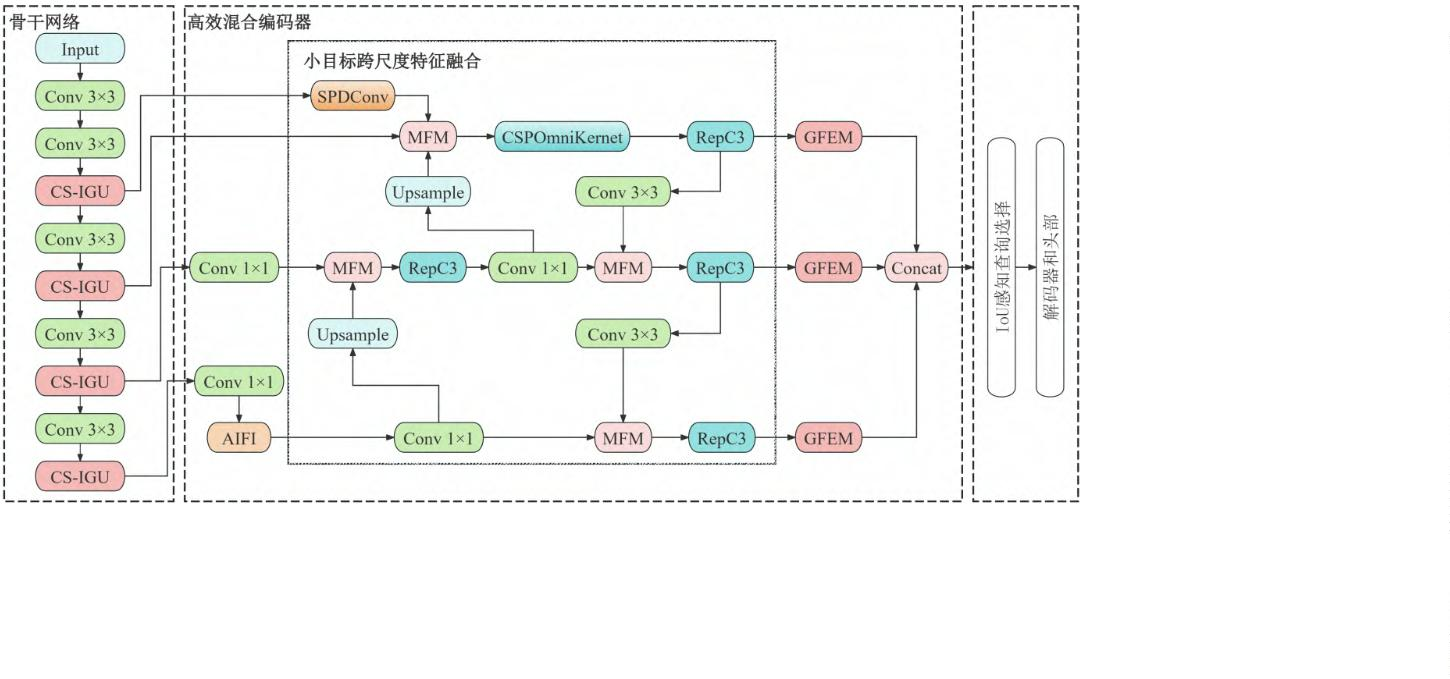 骨干网络
Input
Conv 3×3
Conv 3×3
CS-IGU
Conv 3×3
CS-IGU
Conv 3×3
CS-IGU
Conv 3×3
CS-IGU
高效混合编码器
小目标跨尺度特征融合
SPDConv
MFM
CSPOmniKernet
RepC3
GFEM
Upsample
Conv 3×3
Conv 1×1
MFM
RepC3
Conv 1×1
MFM
RepC3
GFEM
Concat
Upsample
Conv 3×3
Conv 1×1
AIFI
Conv 1×1
MFM
RepC3
GFEM
IoU感知查询选择
解码器和头部